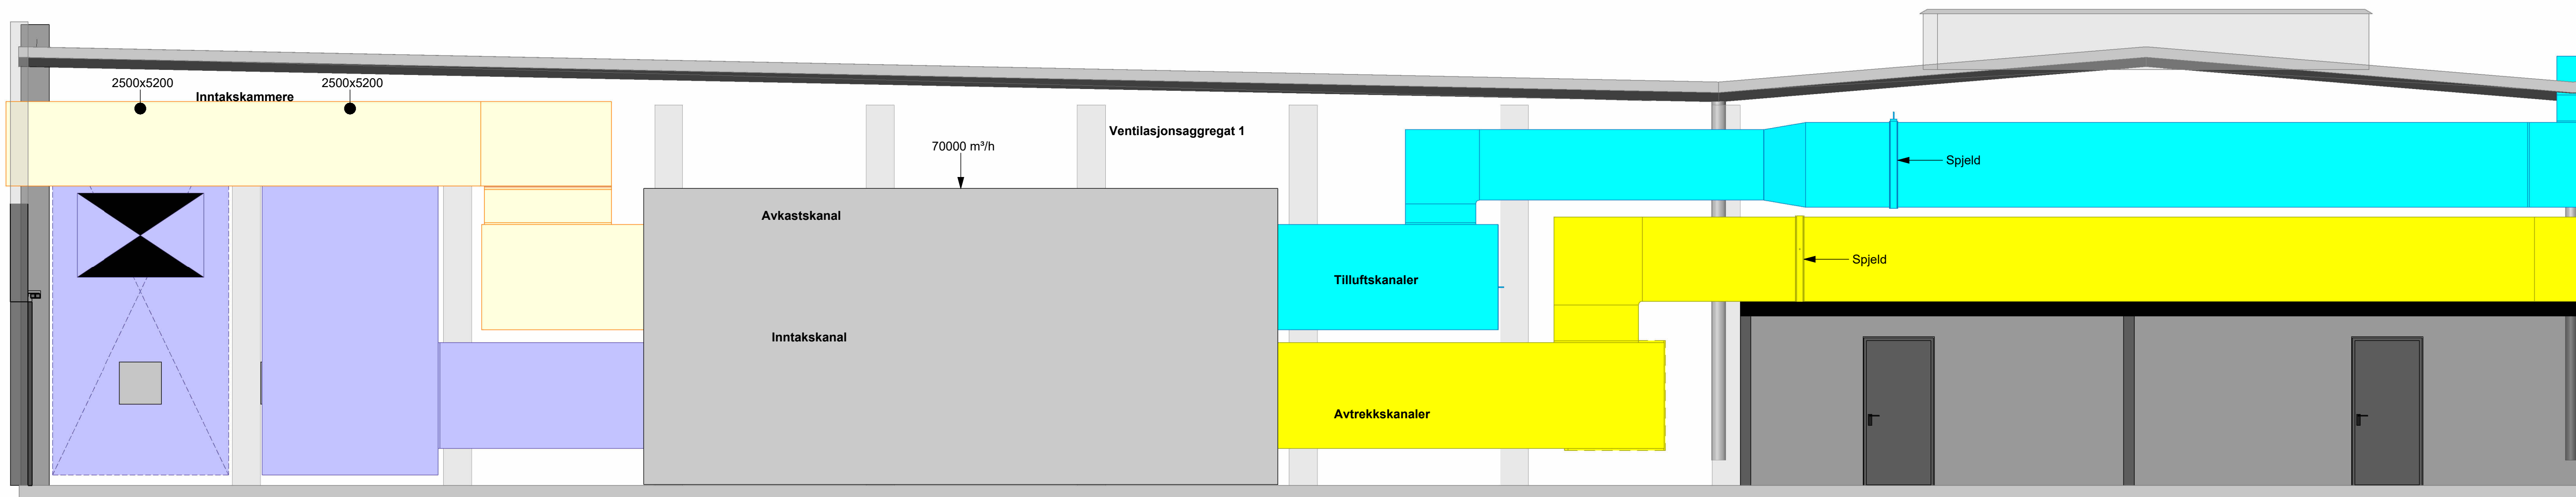 2500x5200
2500x5200
Inntakskammere
Ventilasjonsaggregat 1
70000 m³/h
Spjeld
Avkastskanal
Spjeld
Tilluftskanaler
Inntakskanal
Avtrekkskanaler